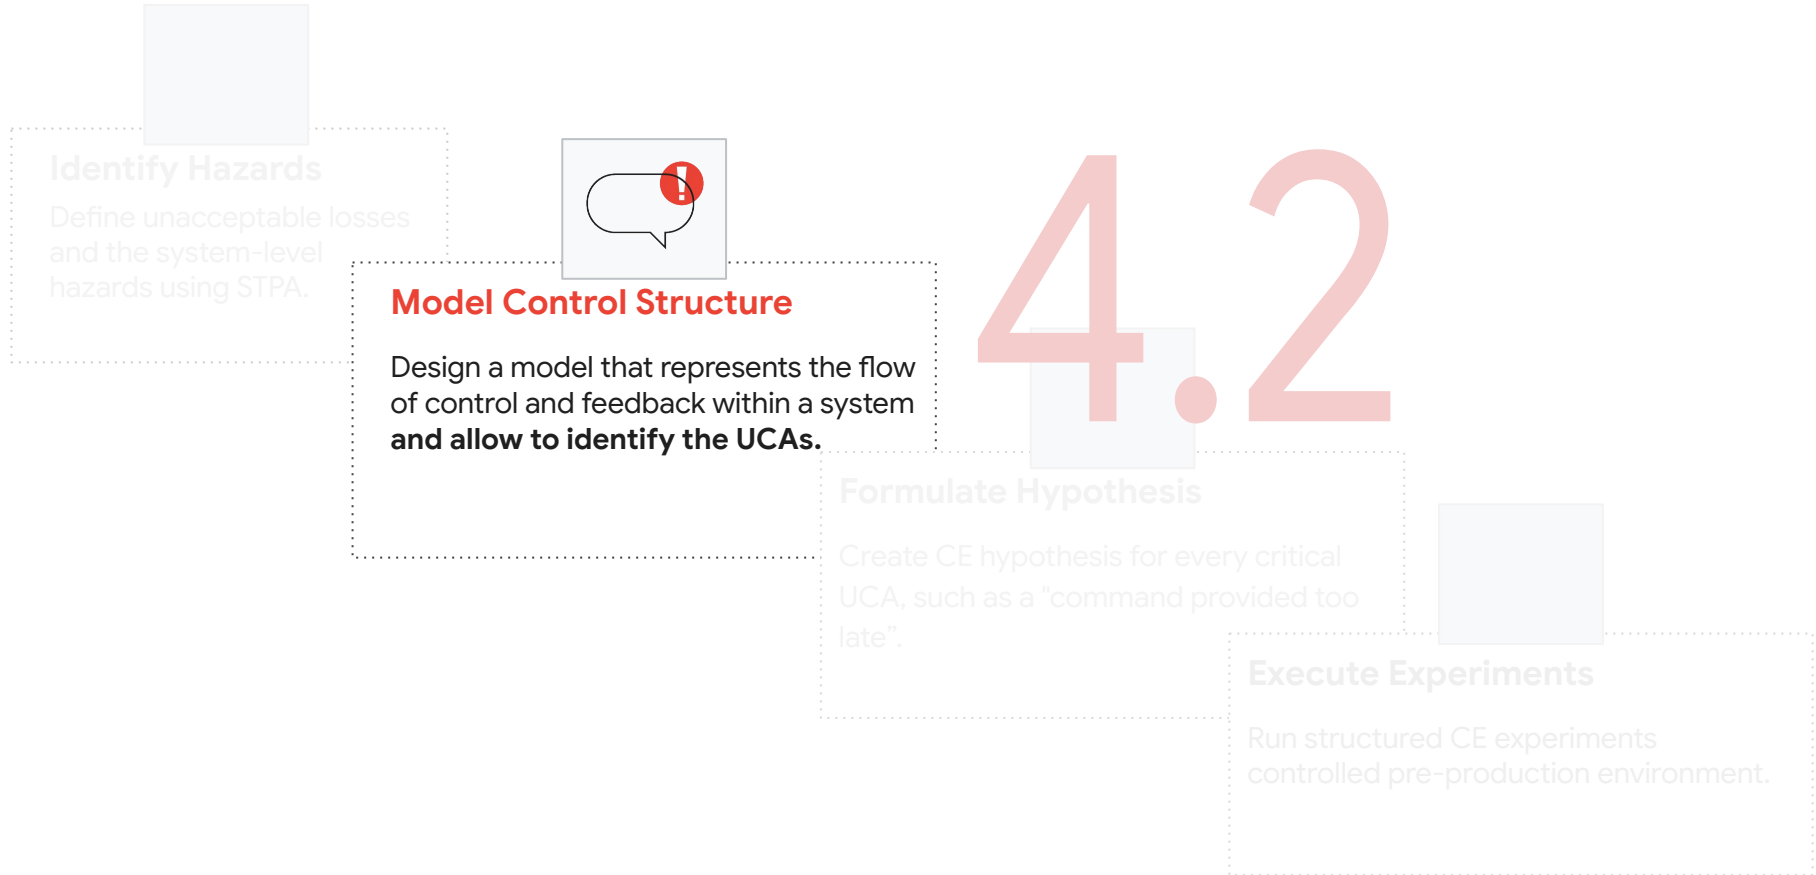 Identify Hazards
Define unacceptable losses
and the system-level
hazards using STPA.
!
Model Control Structure
Design a model that represents the flow
of control and feedback within a system
and allow to identify the UCAs.
4.2
Formulate Hypothesis
Create CE hypothesis for every critical
UCA, such as a "command provided too
late”.
Execute Experiments
Run structured CE experiments
controlled pre-production environment.